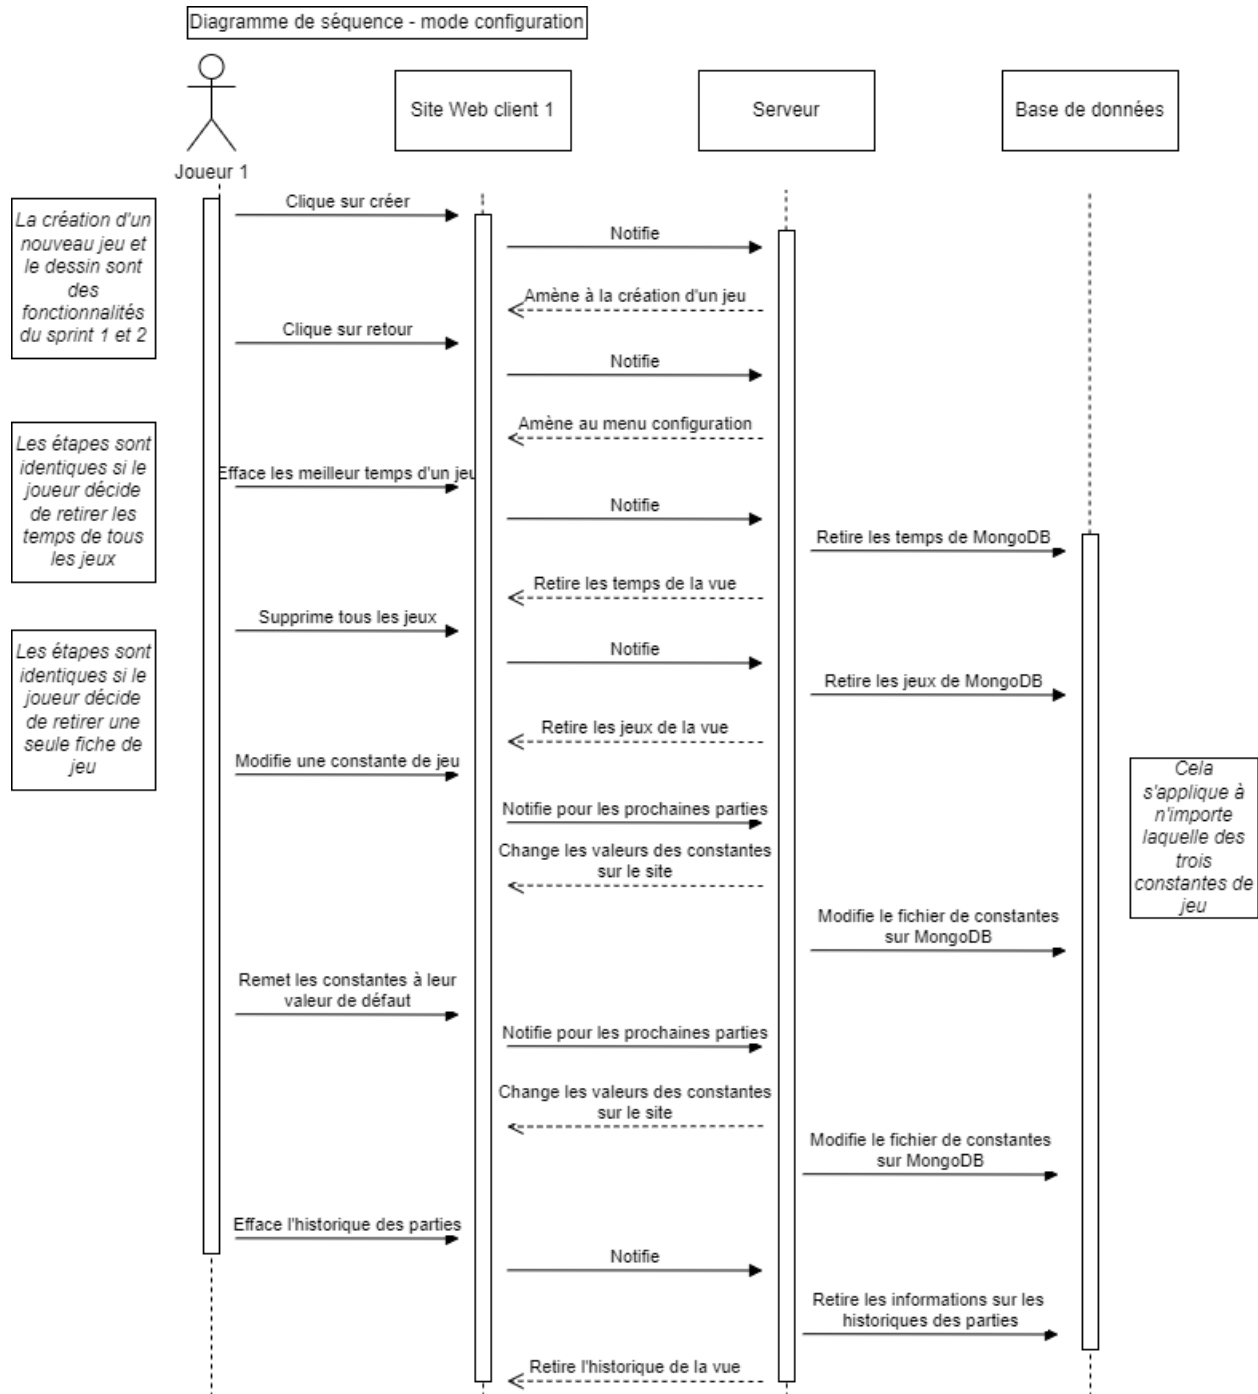 Diagramme de séquence - mode configuration
Joueur 1
Site Web client 1
Serveur
Base de données
La création d'un
nouveau jeu et
le dessin sont
des
fonctionnalités
du sprint 1 et 2
Clique sur créer
Notifie
Amène à la création d'un jeu
Clique sur retour
Notifie
Amène au menu configuration
Les étapes sont
identiques si le
joueur décide
de retirer les
temps de tous
les jeux
Efface les meilleur temps d'un jeu
Notifie
Retire les temps de MongoDB
Retire les temps de la vue
Supprime tous les jeux
Les étapes sont
identiques si le
joueur décide
de retirer une
seule fiche de
jeu
Notifie
Retire les jeux de MongoDB
Retire les jeux de la vue
Modifie une constante de jeu
Cela
s'applique à
n'importe
laquelle des
trois
constantes de
jeu
Notifie pour les prochaines parties
Change les valeurs des constantes
sur le site
Modifie le fichier de constantes
sur MongoDB
Remet les constantes à leur
valeur de défaut
Notifie pour les prochaines parties
Change les valeurs des constantes
sur le site
Modifie le fichier de constantes
sur MongoDB
Efface l'historique des parties
Notifie
Retire les informations sur les
historiques des parties
Retire l'historique de la vue